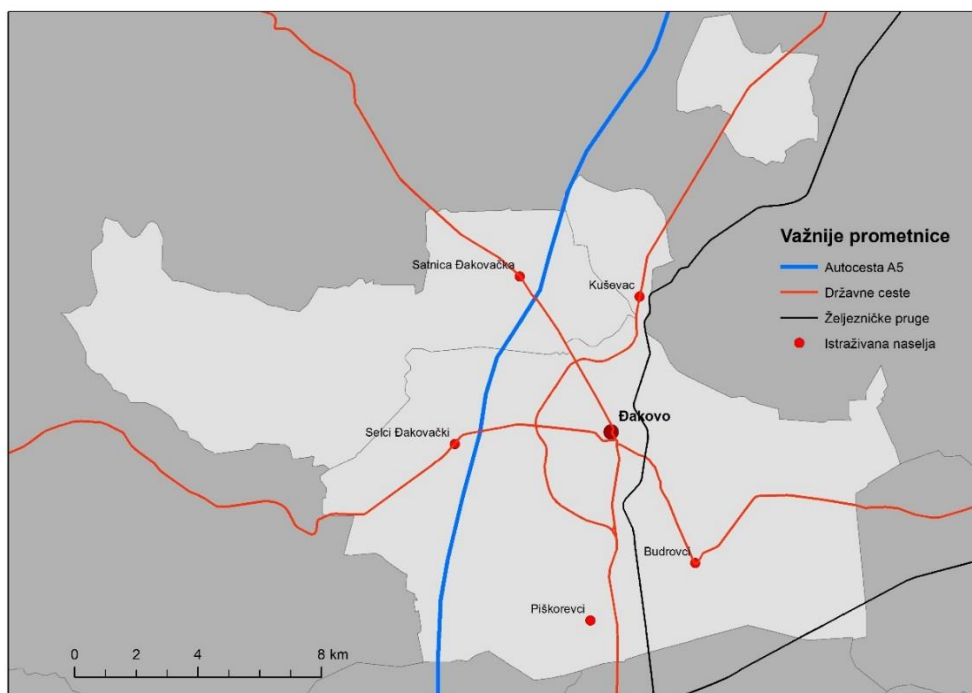 Važnije prometnice
Autocesta A5
Državne ceste
Željezničke pruge
Istraživana naselja
Satnica Đakovačka
Kuševac
Đakovo
Selci Đakovački
Budrovci
Piškorevci
0 2 4 8 km